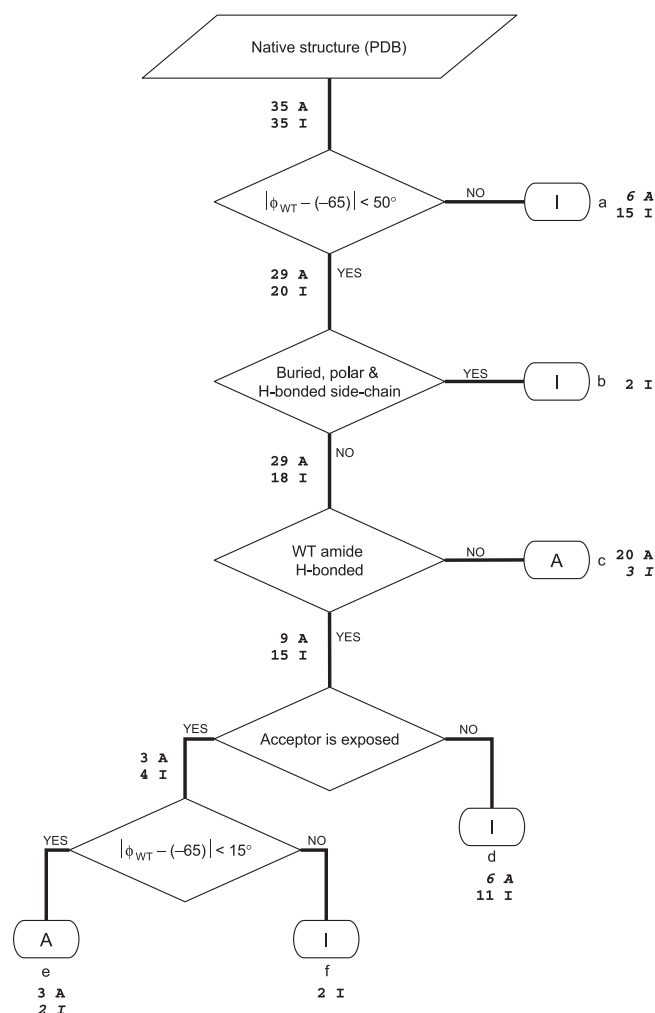 Native structure (PDB)
35 A
35 I
|ϕWT – (–65)| < 50°
NO
I
a
6 A
15 I
29 A
20 I
YES
Buried, polar &
H-bonded side-chain
YES
I
b
2 I
29 A
18 I
NO
WT amide
H-bonded
NO
A
c
20 A
3 I
9 A
15 I
YES
Acceptor is exposed
YES
NO
3 A
4 I
|ϕWT – (–65)| < 15°
YES
NO
I
d
6 A
11 I
A
e
3 A
2 I
I
f
2 I